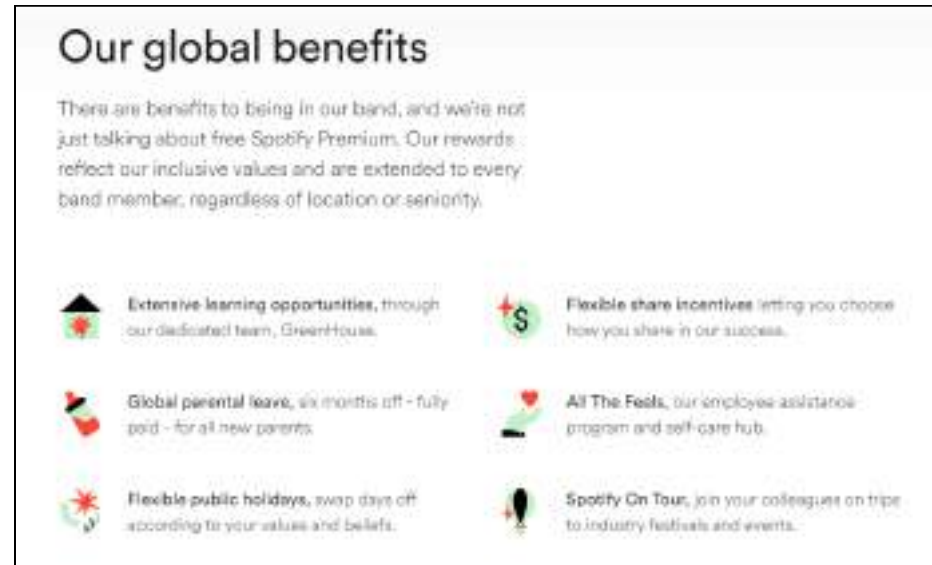 Our global benefits
There are benefits to being in our band, and we're not
just talking about free Spotify Premium. Our rewards
reflect our inclusive values and are extended to every
band member, regardless of location or seniority.
Extensive learning opportunities, through
our dedicated team, GreenHouse.
Flexible share incentives letting you choose
how you share in our success.
Global parental leave, six months off - fully
paid - for all new parents.
All The Feels, our employee assistance
program and self-care hub.
Flexible public holidays, swap days off
according to your values and beliefs.
Spotify On Tour, join your colleagues on trips
to industry festivals and events.